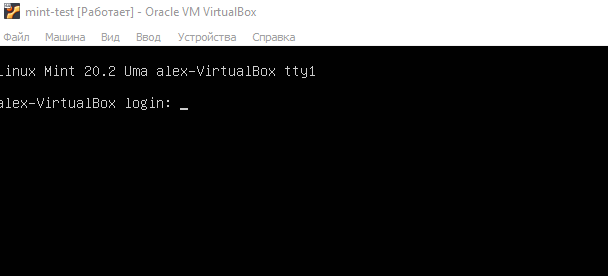 mint-test [Работает] - Oracle VM VirtualBox
Файл Машина Вид Ввод Устройства Справка
Linux Mint 20.2 Uma alex-VirtualBox tty1
alex-VirtualBox login: _